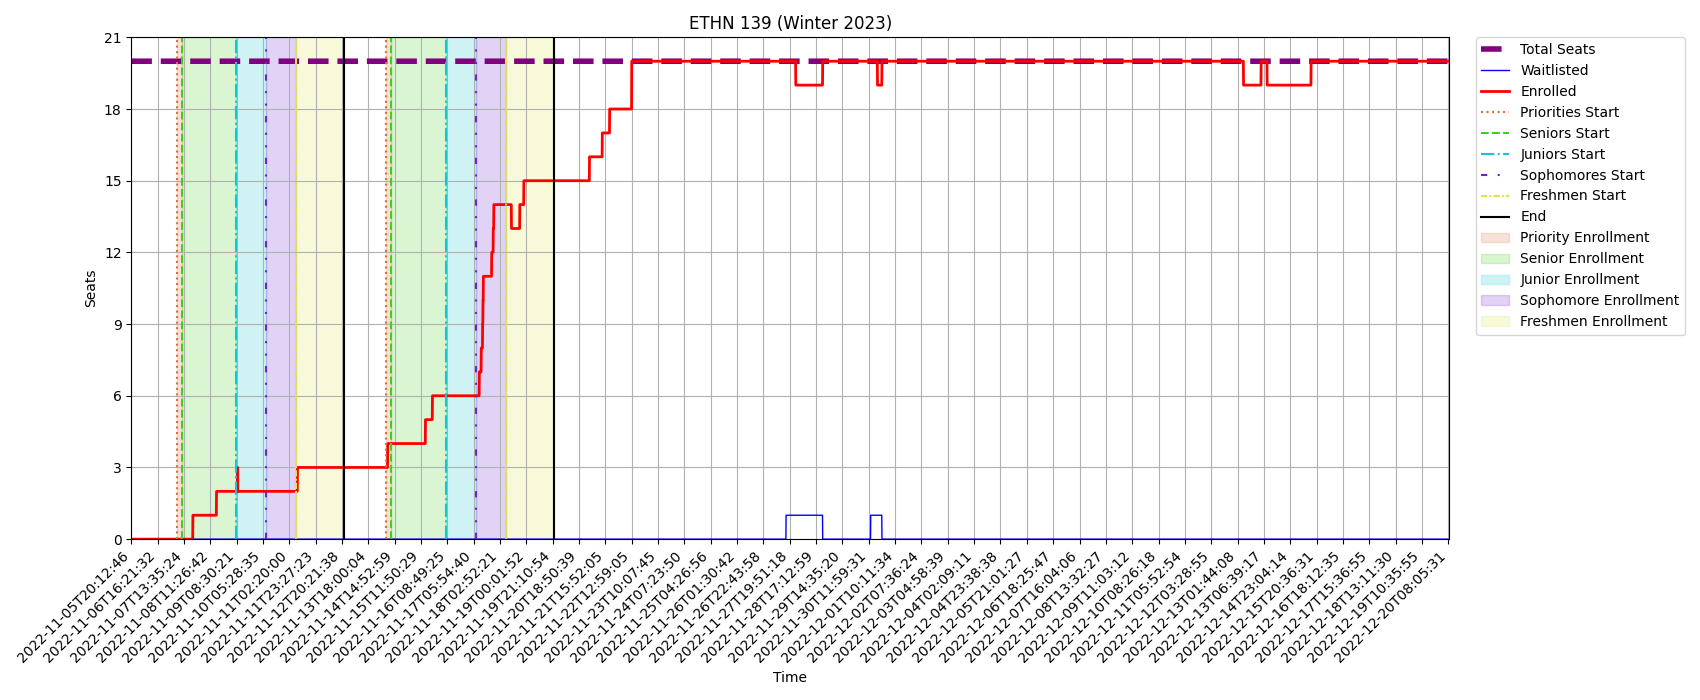 ETHN 139 (Winter 2023)
21
18
15
12
9
6
3
0
Seats
2022-11-05T20:12:46
2022-11-06T16:21:32
2022-11-07T13:35:24
2022-11-08T11:26:42
2022-11-09T08:30:21
2022-11-10T05:28:35
2022-11-11T02:20:00
2022-11-11T23:27:23
2022-11-12T20:21:38
2022-11-13T18:00:04
2022-11-14T14:52:59
2022-11-15T11:50:29
2022-11-16T08:49:25
2022-11-17T05:54:40
2022-11-18T02:52:21
2022-11-19T00:01:52
2022-11-19T21:10:54
2022-11-20T18:50:39
2022-11-21T15:52:05
2022-11-22T12:59:05
2022-11-23T10:07:45
2022-11-24T07:23:50
2022-11-25T04:26:56
2022-11-26T01:30:42
2022-11-26T22:43:58
2022-11-27T19:51:18
2022-11-28T17:12:59
2022-11-29T14:35:20
2022-11-30T11:59:31
2022-12-01T10:11:34
2022-12-02T07:36:24
2022-12-03T04:58:39
2022-12-04T02:09:11
2022-12-04T23:38:38
2022-12-05T21:01:27
2022-12-06T18:25:47
2022-12-07T16:04:06
2022-12-08T13:32:27
2022-12-09T11:03:12
2022-12-10T08:26:18
2022-12-11T05:52:54
2022-12-12T03:28:55
2022-12-13T01:44:08
2022-12-13T06:39:17
2022-12-14T23:04:14
2022-12-15T20:36:31
2022-12-16T18:12:35
2022-12-17T15:36:55
2022-12-18T13:11:30
2022-12-19T10:35:55
2022-12-20T08:05:31
Time
Total Seats
Waitlisted
Enrolled
Priorities Start
Seniors Start
Juniors Start
Sophomores Start
Freshmen Start
End
Priority Enrollment
Senior Enrollment
Junior Enrollment
Sophomore Enrollment
Freshmen Enrollment